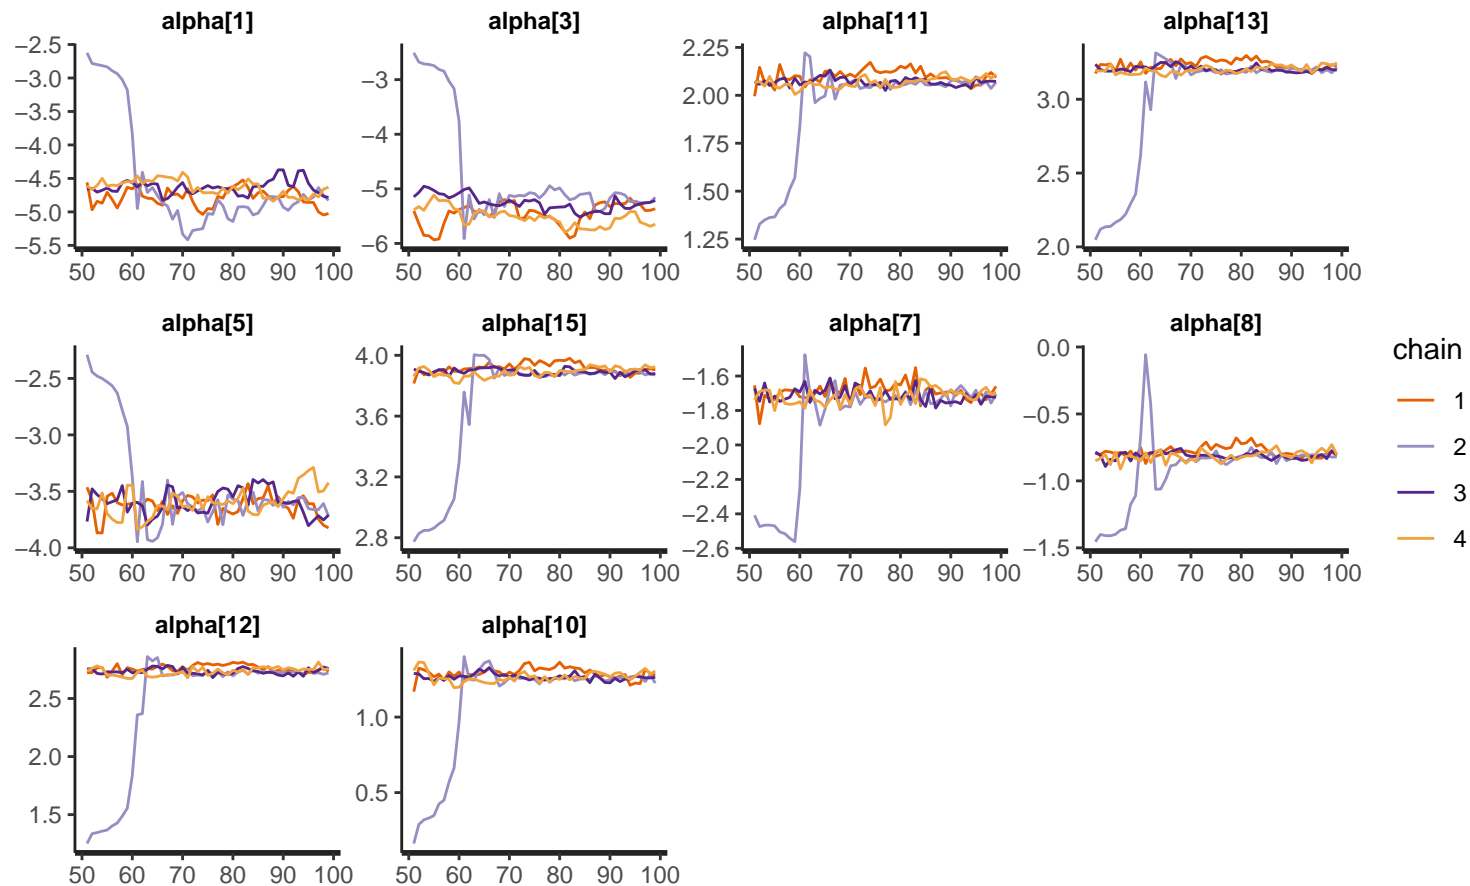 alpha[1]
alpha[3]
alpha[11]
alpha[13]
−2.5
−3.0
−3.5
−4.0
−4.5
−5.0
−5.5
50 60 70 80 90 100
−3
−4
−5
−6
50 60 70 80 90 100
2.25
2.00
1.75
1.50
1.25
50 60 70 80 90 100
3.0
2.5
2.0
50 60 70 80 90 100
alpha[5]
alpha[15]
alpha[7]
alpha[8]
−2.5
−3.0
−3.5
−4.0
50 60 70 80 90 100
4.0
3.6
3.2
2.8
50 60 70 80 90 100
−1.6
−1.8
−2.0
−2.2
−2.4
−2.6
50 60 70 80 90 100
0.0
−0.5
−1.0
−1.5
50 60 70 80 90 100
chain
1
2
3
4
alpha[12]
alpha[10]
2.5
2.0
1.5
50 60 70 80 90 100
1.0
0.5
50 60 70 80 90 100